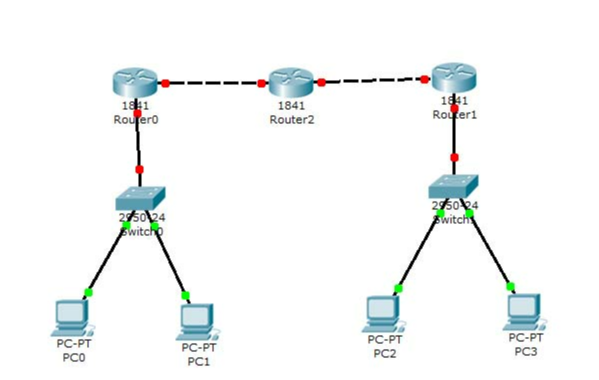 1841
Router0
1841
Router2
1841
Router1
2950-24
Switch0
2950-24
Switch1
PC-PT
PC0
PC-PT
PC1
PC-PT
PC2
PC-PT
PC3